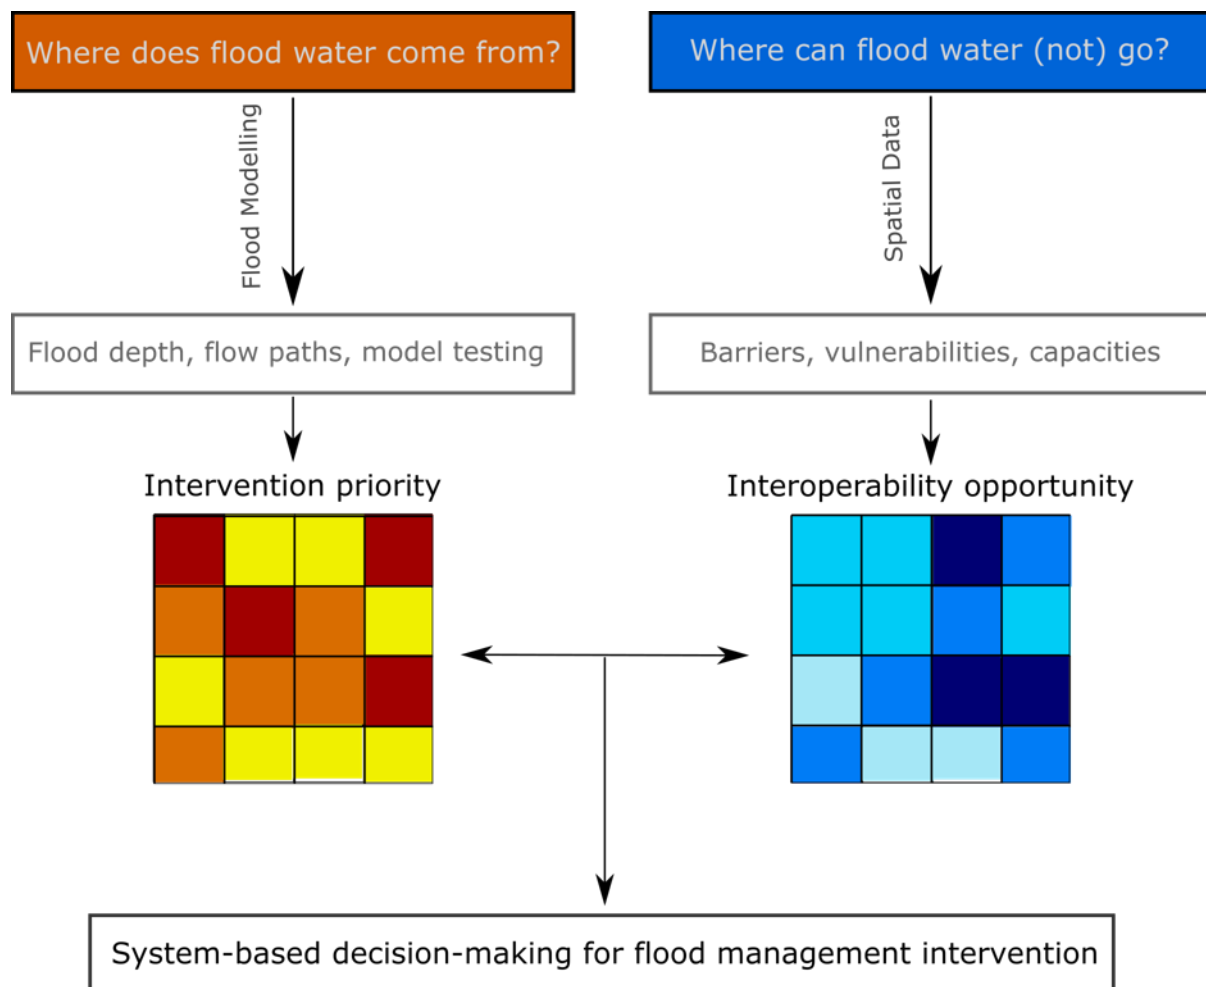 Where does flood water come from?
Where can flood water (not) go?
Flood Modelling
Spatial Data
Flood depth, flow paths, model testing
Barriers, vulnerabilities, capacities
Intervention priority
Interoperability opportunity
System-based decision-making for flood management intervention